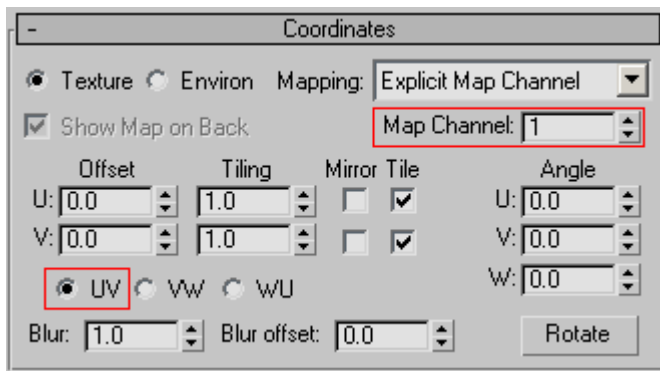 - Coordinates
Texture Environ Mapping: Explicit Map Channel
Show Map on Back Map Channel: 1
Offset Tiling Mirror Tile Angle
U: 0.0 1.0 U: 0.0
V: 0.0 1.0 V: 0.0
UV VW WU W: 0.0
Blur: 1.0 Blur offset: 0.0 Rotate